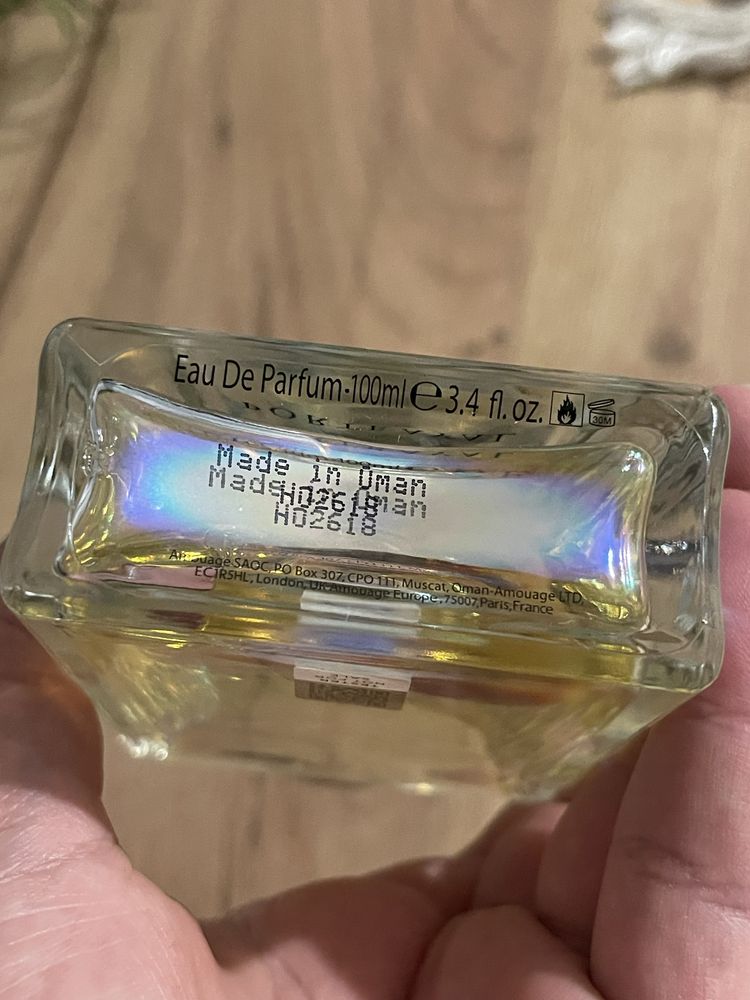 Eau De Parfum-100ml e 3.4 fl. oz.
30M
Made in Oman
H02618
Amouage SAOC, PO Box 307, CPO 111, Muscat, Oman-Amouage LTD,
EC1R5HL, London, UK-Amouage Europe, 75007, Paris, France